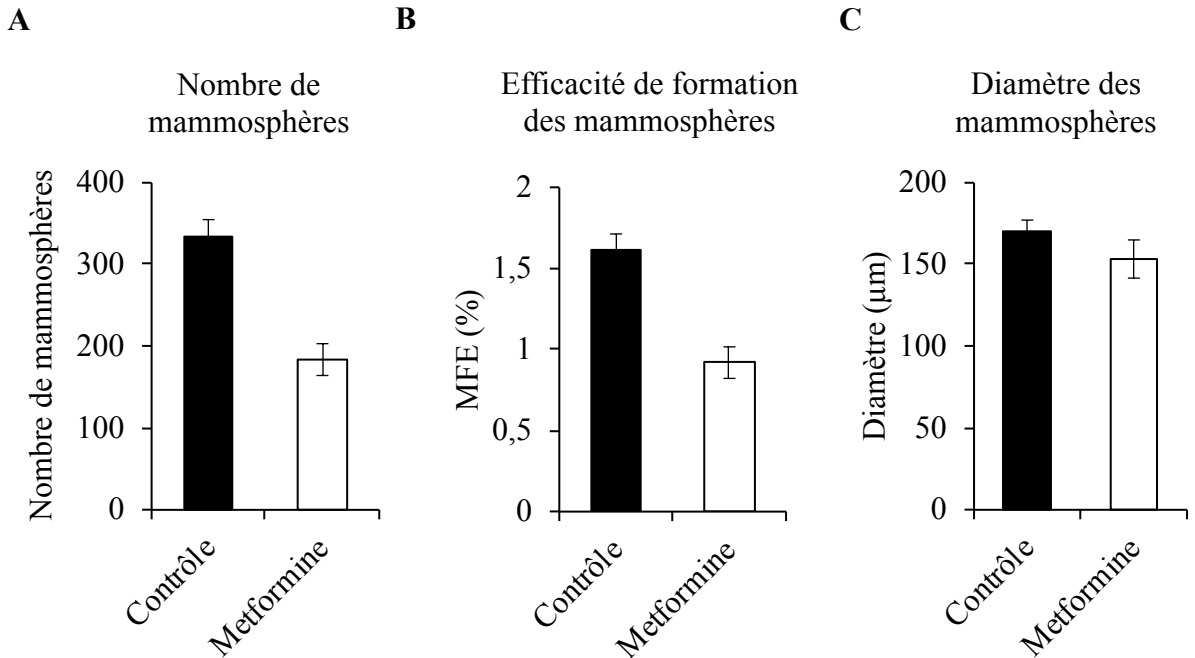 A
Nombre de
mammosphères
Nombre de mammosphères
400
300
200
100
0
Contrôle
Metformine
B
Efficacité de formation
des mammosphères
MFE (%)
2
1,5
1
0,5
0
Contrôle
Metformine
C
Diamètre des
mammosphères
Diamètre (μm)
200
150
100
50
0
Contrôle
Metformine